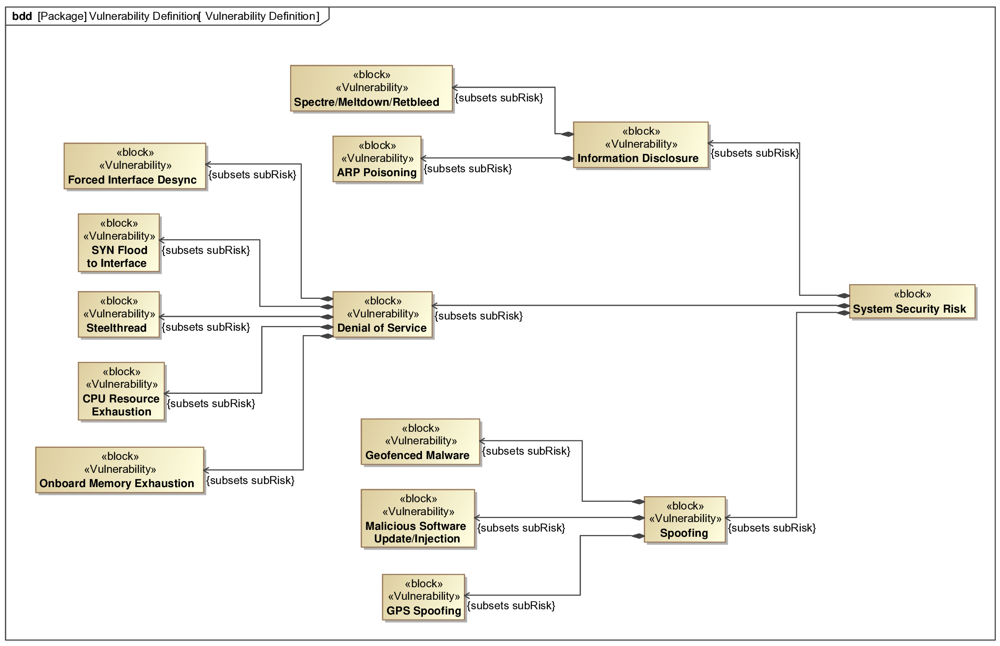 bdd [Package] Vulnerability Definition[ Vulnerability Definition]
«block»
«Vulnerability»
Spectre/Meltdown/Retbleed
{subsets subRisk}
«block»
«Vulnerability»
Information Disclosure
{subsets subRisk}
«block»
«Vulnerability»
ARP Poisoning
{subsets subRisk}
«block»
«Vulnerability»
Forced Interface Desync
{subsets subRisk}
«block»
«Vulnerability»
SYN Flood
to Interface
{subsets subRisk}
«block»
«Vulnerability»
Steelthread
{subsets subRisk}
«block»
«Vulnerability»
Denial of Service
{subsets subRisk}
«block»
System Security Risk
«block»
«Vulnerability»
CPU Resource
Exhaustion
{subsets subRisk}
«block»
«Vulnerability»
Onboard Memory Exhaustion
{subsets subRisk}
«block»
«Vulnerability»
Geofenced Malware
{subsets subRisk}
«block»
«Vulnerability»
Malicious Software
Update/Injection
{subsets subRisk}
«block»
«Vulnerability»
Spoofing
{subsets subRisk}
«block»
«Vulnerability»
GPS Spoofing
{subsets subRisk}